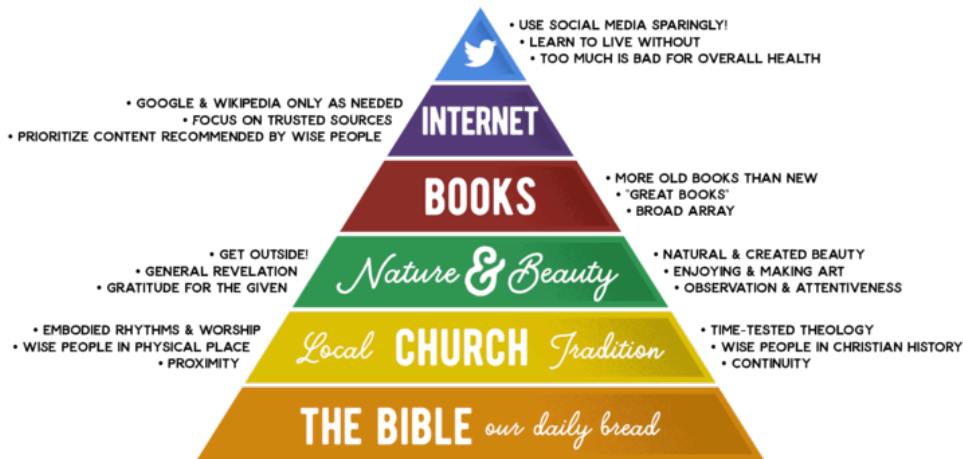 • USE SOCIAL MEDIA SPARINGLY!
• LEARN TO LIVE WITHOUT
• TOO MUCH IS BAD FOR OVERALL HEALTH
• GOOGLE & WIKIPEDIA ONLY AS NEEDED
• FOCUS ON TRUSTED SOURCES
• PRIORITIZE CONTENT RECOMMENDED BY WISE PEOPLE
INTERNET
BOOKS
• MORE OLD BOOKS THAN NEW
• "GREAT BOOKS"
• BROAD ARRAY
• GET OUTSIDE!
• GENERAL REVELATION
• GRATITUDE FOR THE GIVEN
Nature & Beauty
• NATURAL & CREATED BEAUTY
• ENJOYING & MAKING ART
• OBSERVATION & ATTENTIVENESS
• EMBODIED RHYTHMS & WORSHIP
• WISE PEOPLE IN PHYSICAL PLACE
• PROXIMITY
Local CHURCH Tradition
• TIME-TESTED THEOLOGY
• WISE PEOPLE IN CHRISTIAN HISTORY
• CONTINUITY
THE BIBLE our daily bread